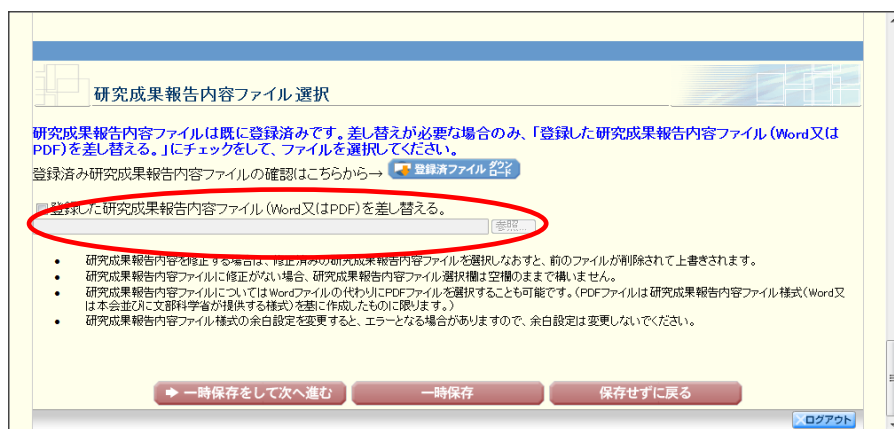 研究成果報告内容ファイル選択
研究成果報告内容ファイルは既に登録済みです。差し替えが必要な場合のみ、「登録した研究成果報告内容ファイル(Word又は
PDF)を差し替える。」にチェックをして、ファイルを選択してください。
登録済み研究成果報告内容ファイルの確認はこちらから→ 登録済ファイル ダウンロード
登録した研究成果報告内容ファイル(Word又はPDF)を差し替える。
参照...
• 研究成果報告内容を修正する場合は、修正済みの研究成果報告内容ファイルを選択しなおすと、前のファイルが削除されて上書きされます。
• 研究成果報告内容ファイルに修正がない場合、研究成果報告内容ファイル選択欄は空欄のままで構いません。
• 研究成果報告内容ファイルについてはWordファイルの代わりにPDFファイルを選択することも可能です。(PDFファイルは研究成果報告内容ファイル様式(Word又
は本会並びに文部科学省が提供する様式)を基に作成したものに限ります。)
• 研究成果報告内容ファイル様式の余白設定を変更すると、エラーとなる場合がありますので、余白設定は変更しないでください。
一時保存をして次へ進む 一時保存 保存せずに戻る
ログアウト